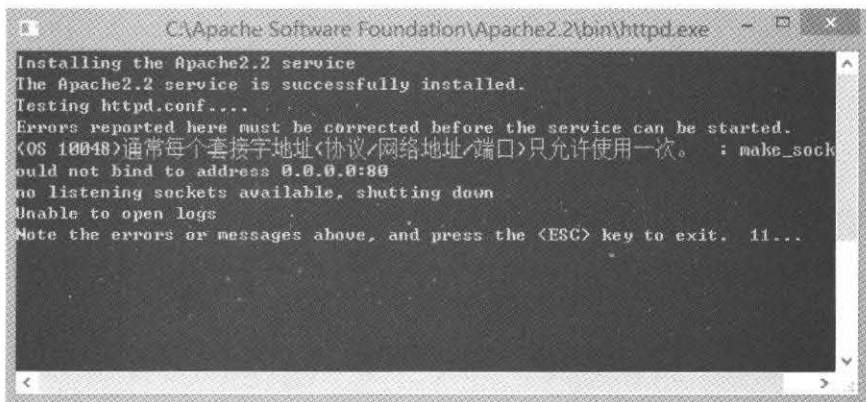 C:\Apache Software Foundation\Apache2.2\bin\httpd.exe
Installing the Apache2.2 service
The Apache2.2 service is successfully installed.
Testing httpd.conf....
Errors reported here must be corrected before the service can be started.
<OS 10048>通常每个套接字地址<协议/网络地址/端口>只允许使用一次。 : make_sock
ould not bind to address 0.0.0.0:80
no listening sockets available, shutting down
Unable to open logs
Note the errors or messages above, and press the <ESC> key to exit. 11...